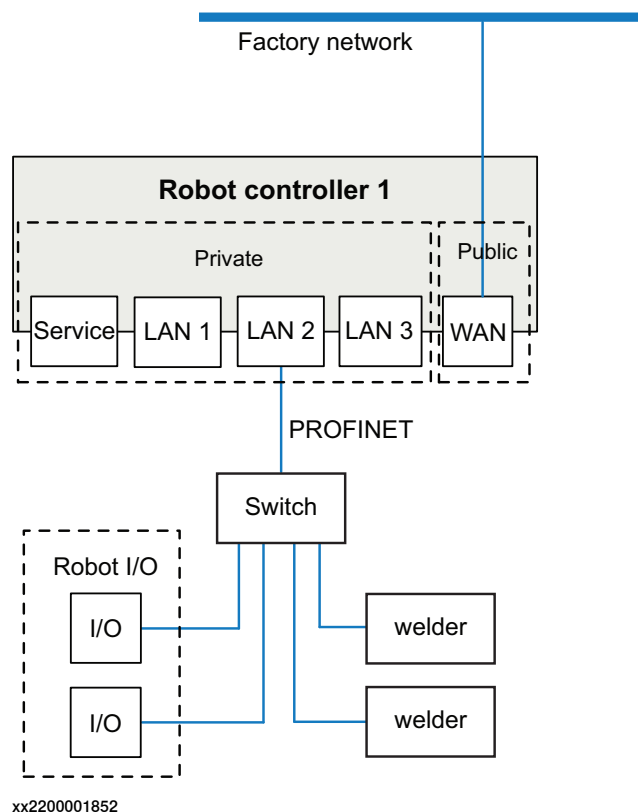 Factory network
Robot controller 1
Private
Public
Service
LAN 1
LAN 2
LAN 3
WAN
PROFINET
Switch
Robot I/O
I/O
welder
I/O
welder
xx2200001852